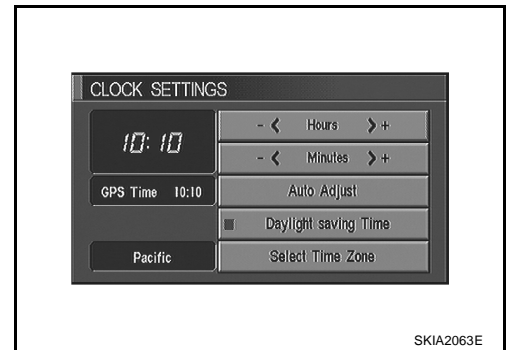 CLOCK SETTINGS
10:10
- < Hours > +
- < Minutes > +
GPS Time 10:10
Auto Adjust
Daylight saving Time
Pacific
Select Time Zone
SKIA2063E